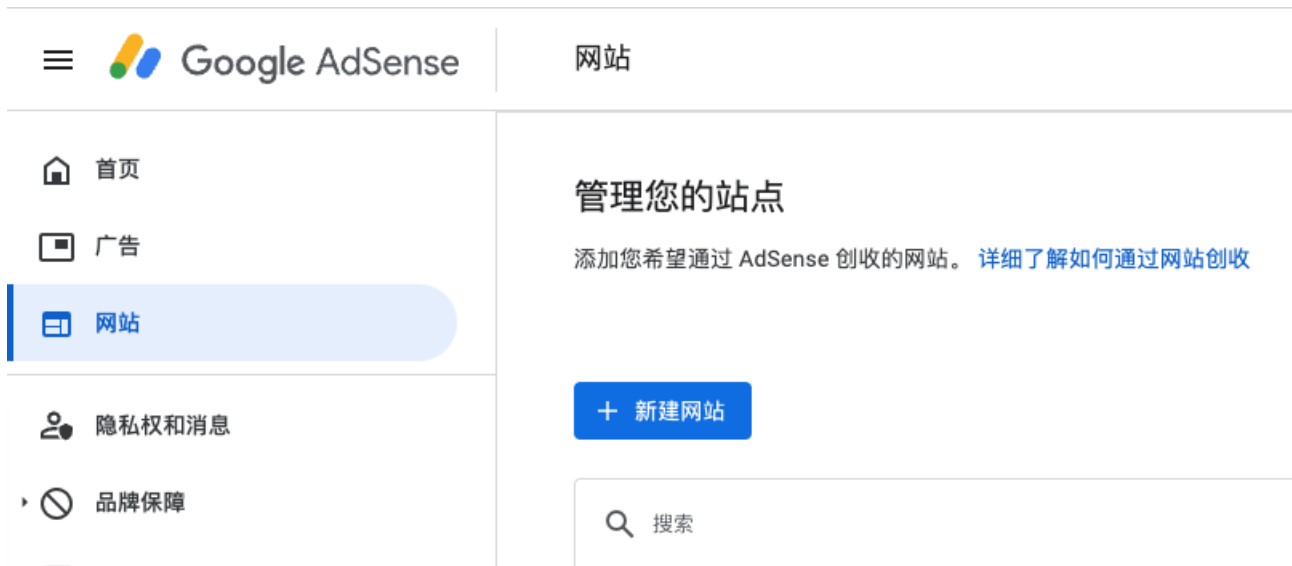 Google AdSense
网站
首页
广告
网站
隐私权和消息
品牌保障
管理您的站点
添加您希望通过 AdSense 创收的网站。 详细了解如何通过网站创收
+ 新建网站
搜索